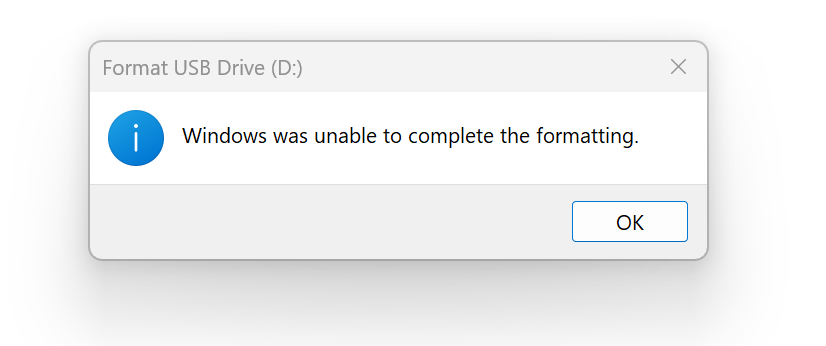 Format USB Drive (D:)
Windows was unable to complete the formatting.
OK